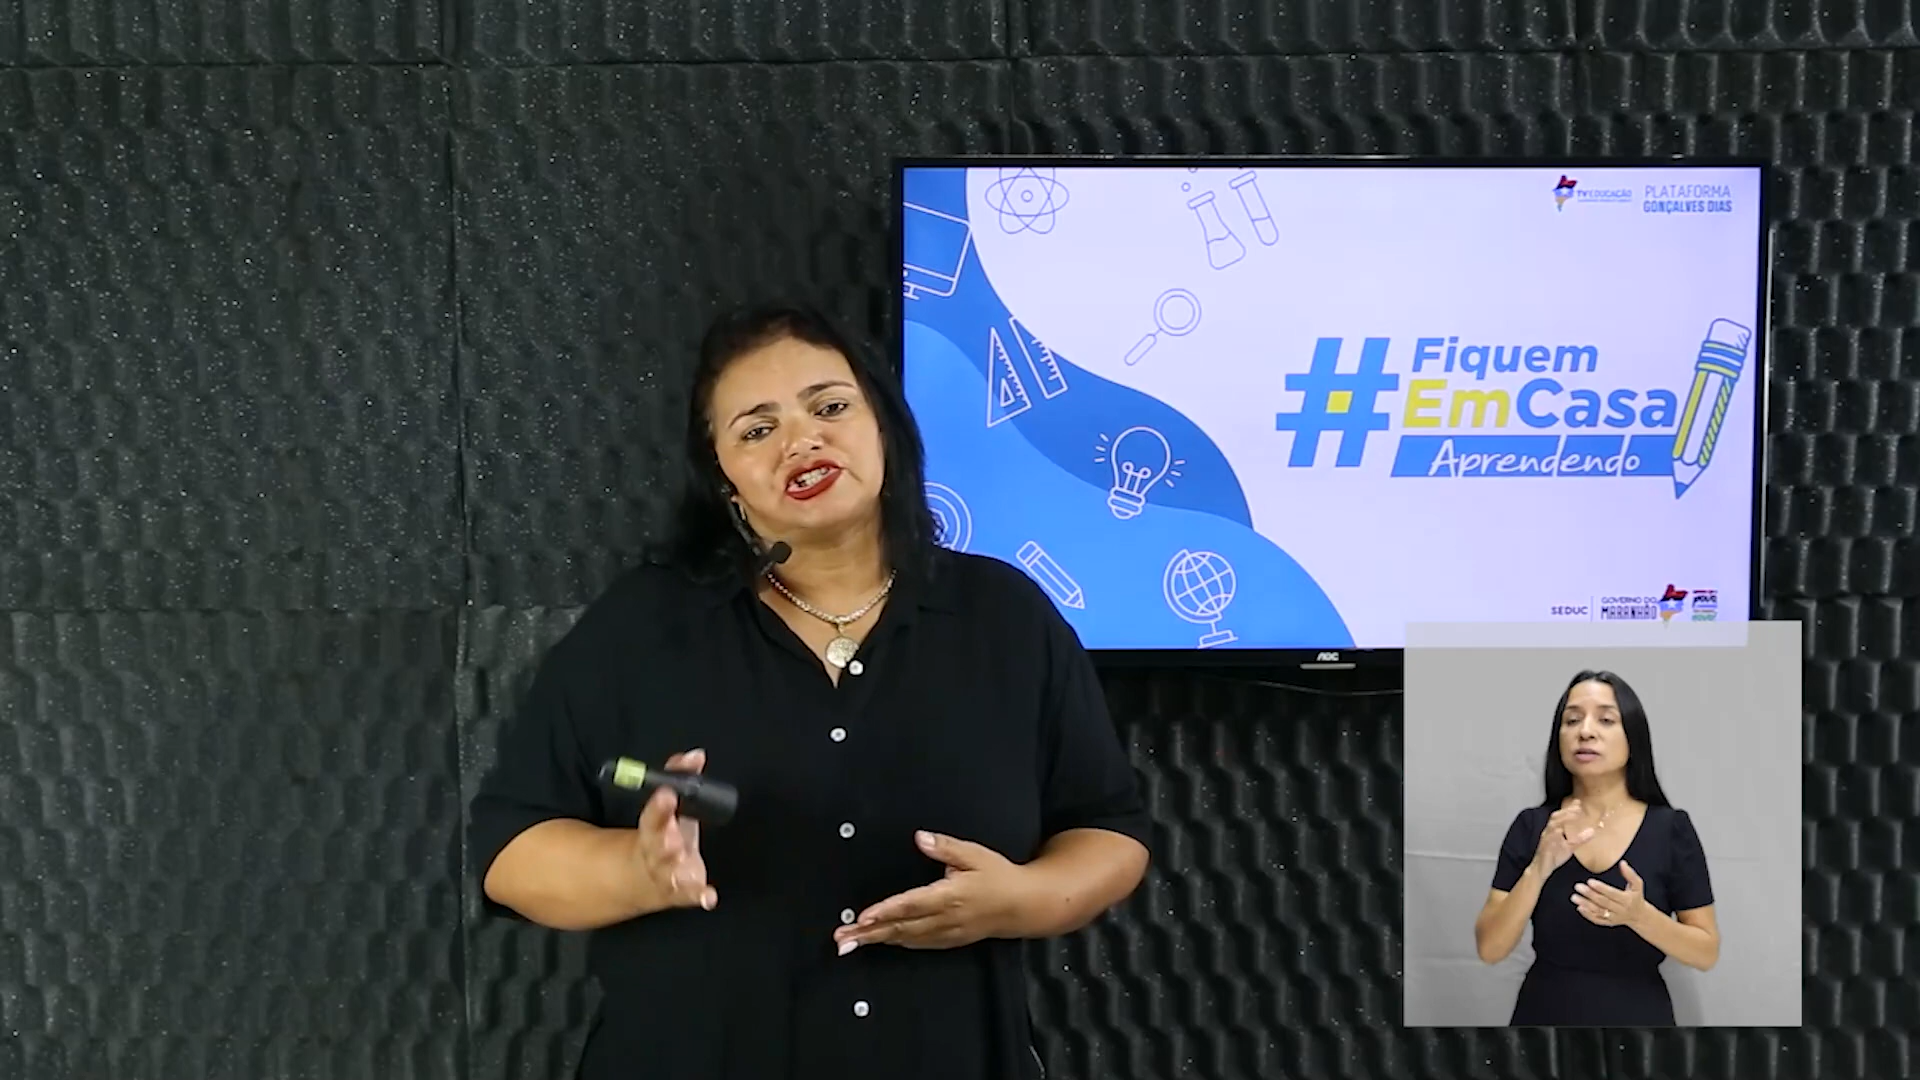 TV EDUCAÇÃO
PLATAFORMA
GONÇALVES DIAS
#Fiquem
EmCasa
Aprendendo
SEDUC
GOVERNO DO
MARANHÃO
AOC